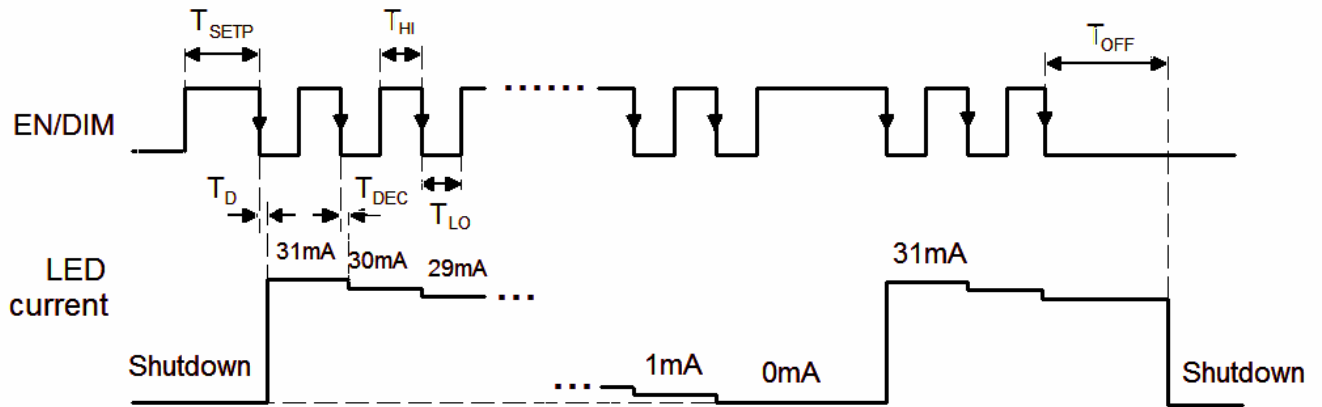 TSETP
THI
TOFF
EN/DIM
TD
TDEC
TLO
31mA
30mA
29mA
31mA
LED
current
Shutdown
1mA
0mA
Shutdown